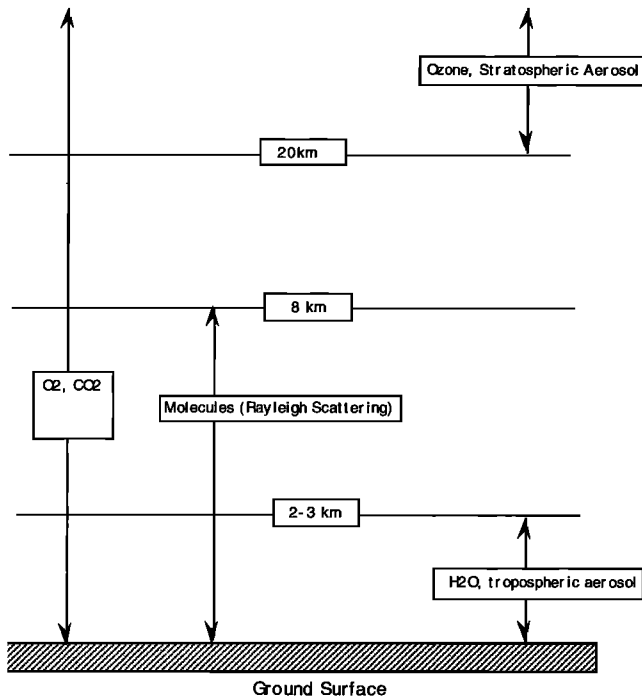 Ozone, Stratospheric Aerosol
20km
8 km
O2, CO2
Molecules (Rayleigh Scattering)
2-3 km
H2O, tropospheric aerosol
Ground Surface